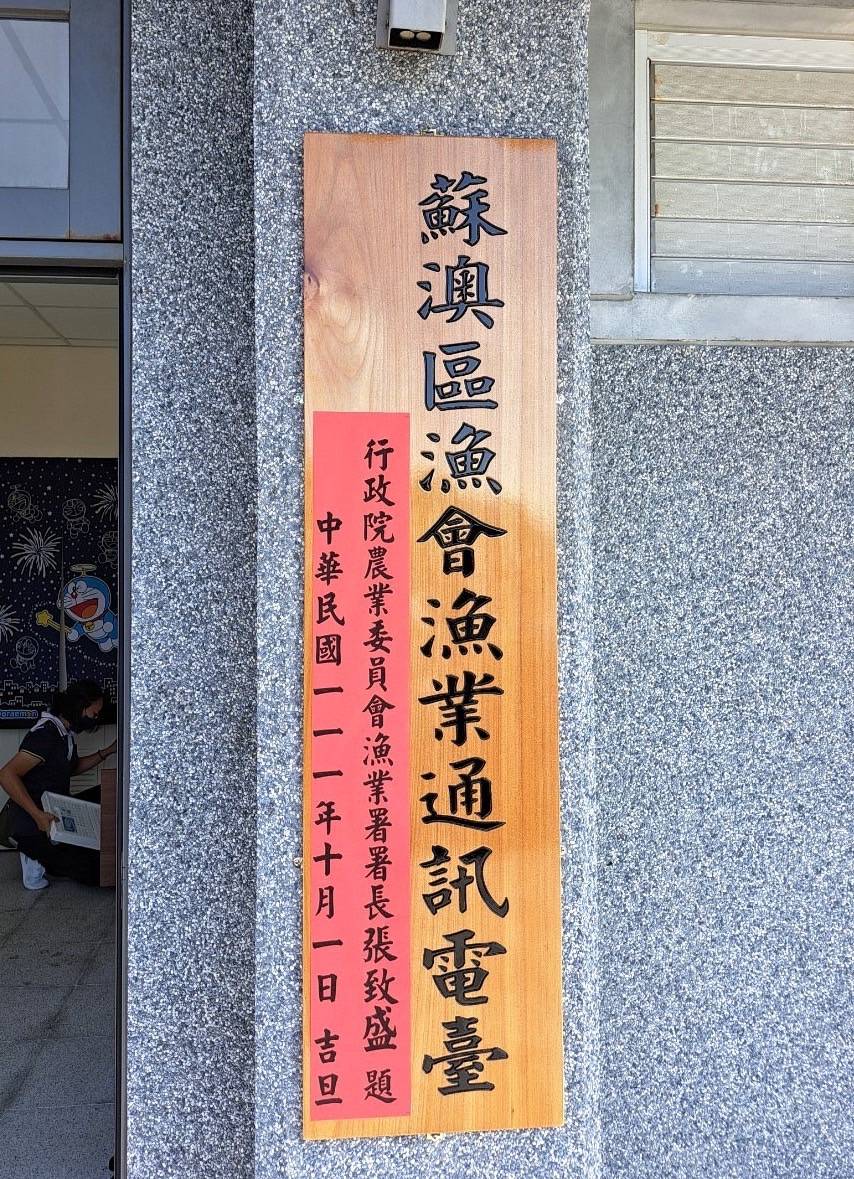 蘇澳區漁會漁業通訊電臺
行政院農業委員會漁業署署長張致盛 題
中華民國一一一年十月一日 吉旦
Doraemon